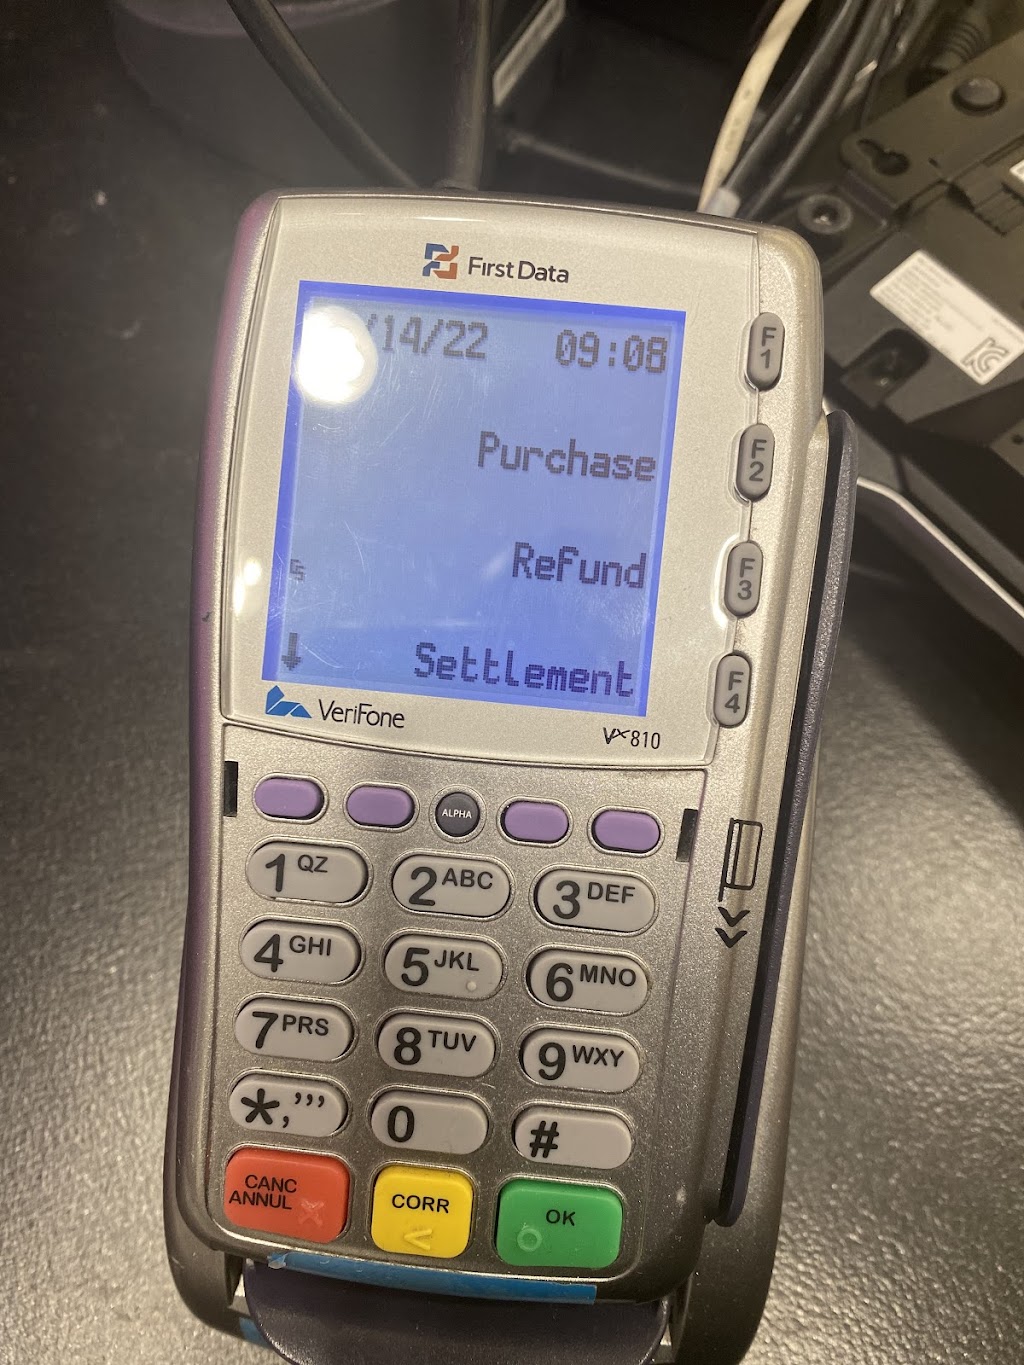 First Data
/14/22 09:08
F1
Purchase
F2
Refund
F3
Settlement
F4
VeriFone
Vx810
ALPHA
1 QZ
2 ABC
3 DEF
4 GHI
5 JKL
6 MNO
7 PRS
8 TUV
9 WXY
*,'''
0
#
CANC
ANNUL
X
CORR
<
OK
O